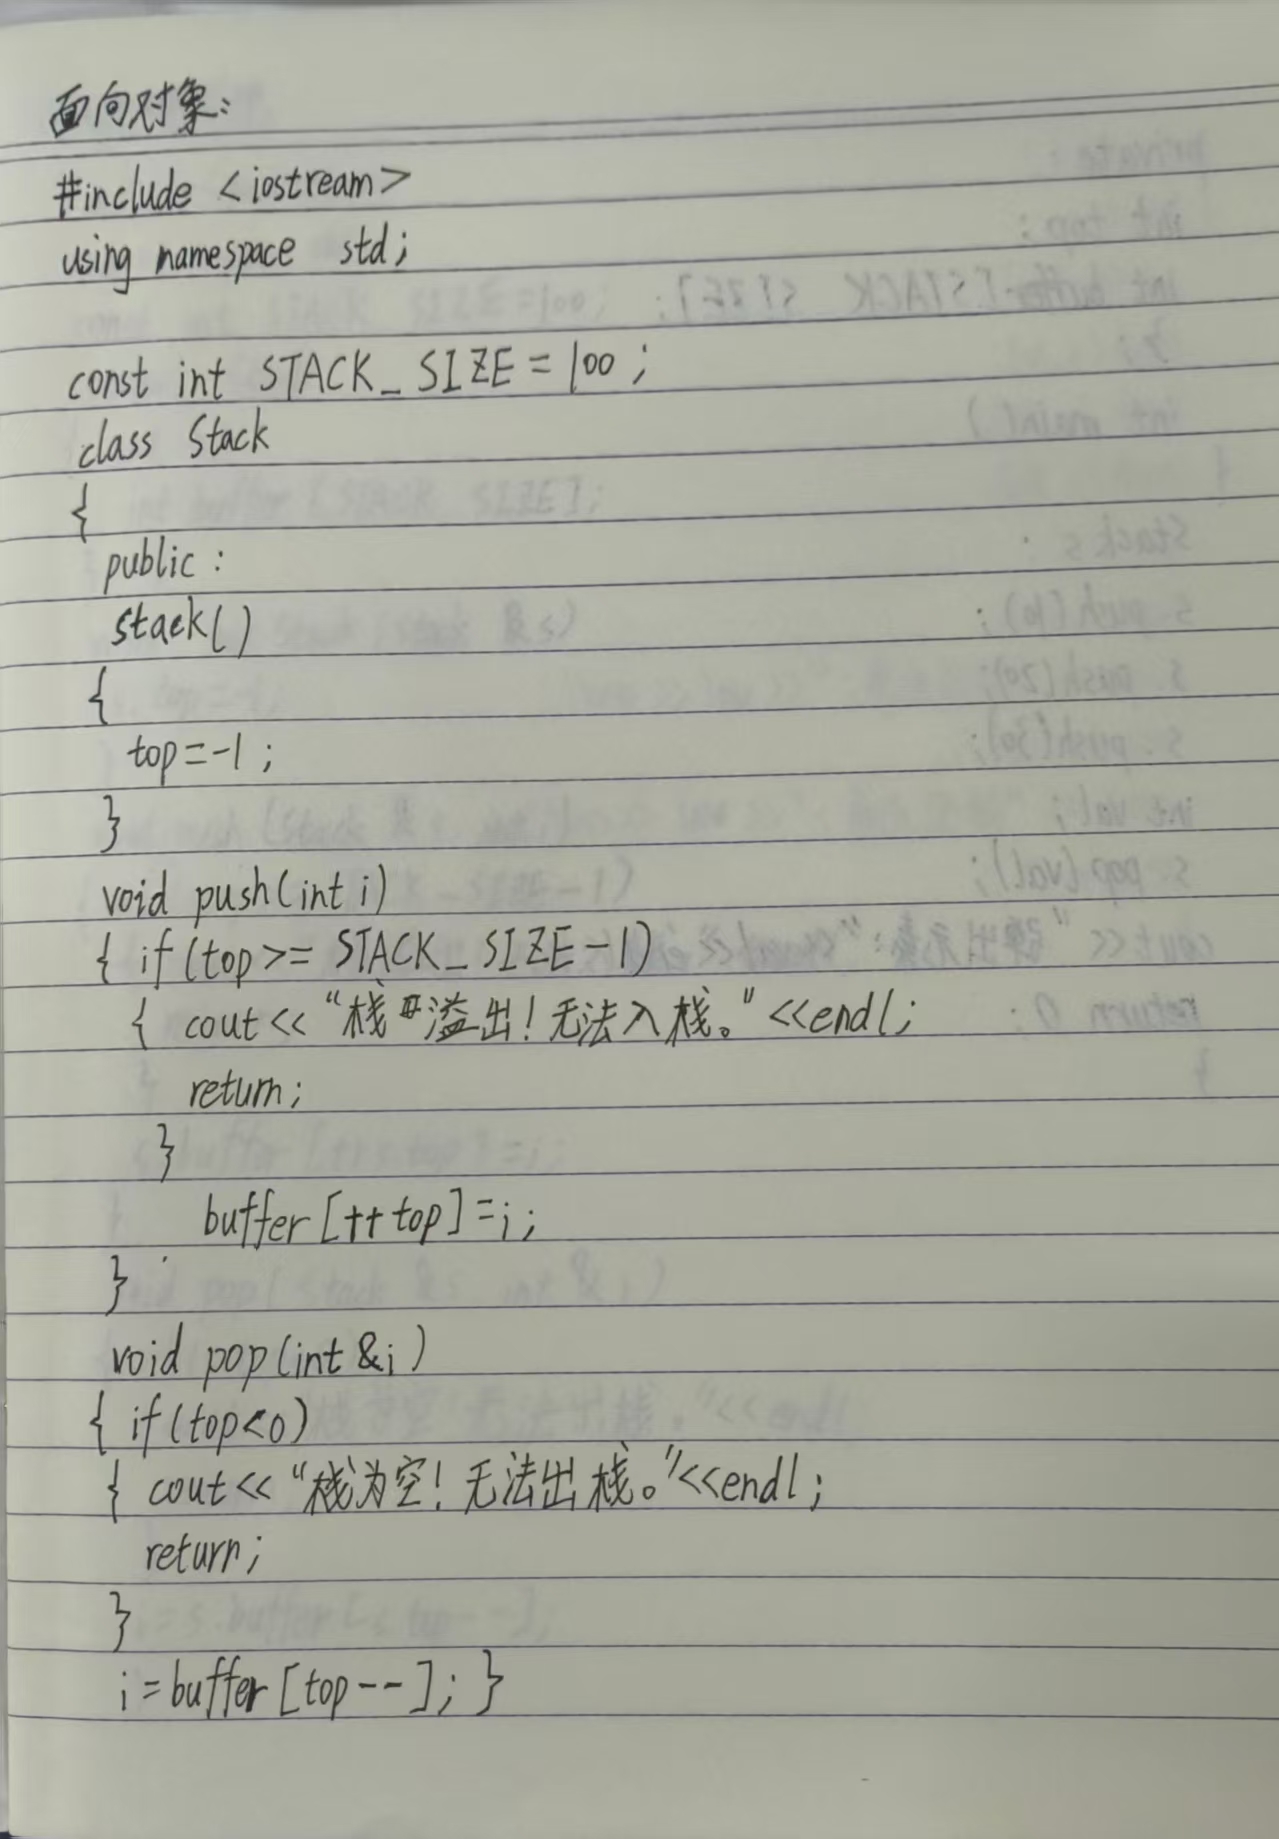 面向对象:
#include <iostream>
using namespace std;
const int STACK_SIZE=100;
class Stack
{
public:
stack()
{
top=-1;
}
void push(int i)
{ if(top>= STACK_SIZE-1)
{ cout<< "栈溢出!无法入栈。"<<endl;
return;
}
buffer[++top]=i;
}
void pop(int &i)
{ if(top<0)
{ cout<< "栈为空!无法出栈。"<<endl;
return;
}
i=buffer[top--]; }